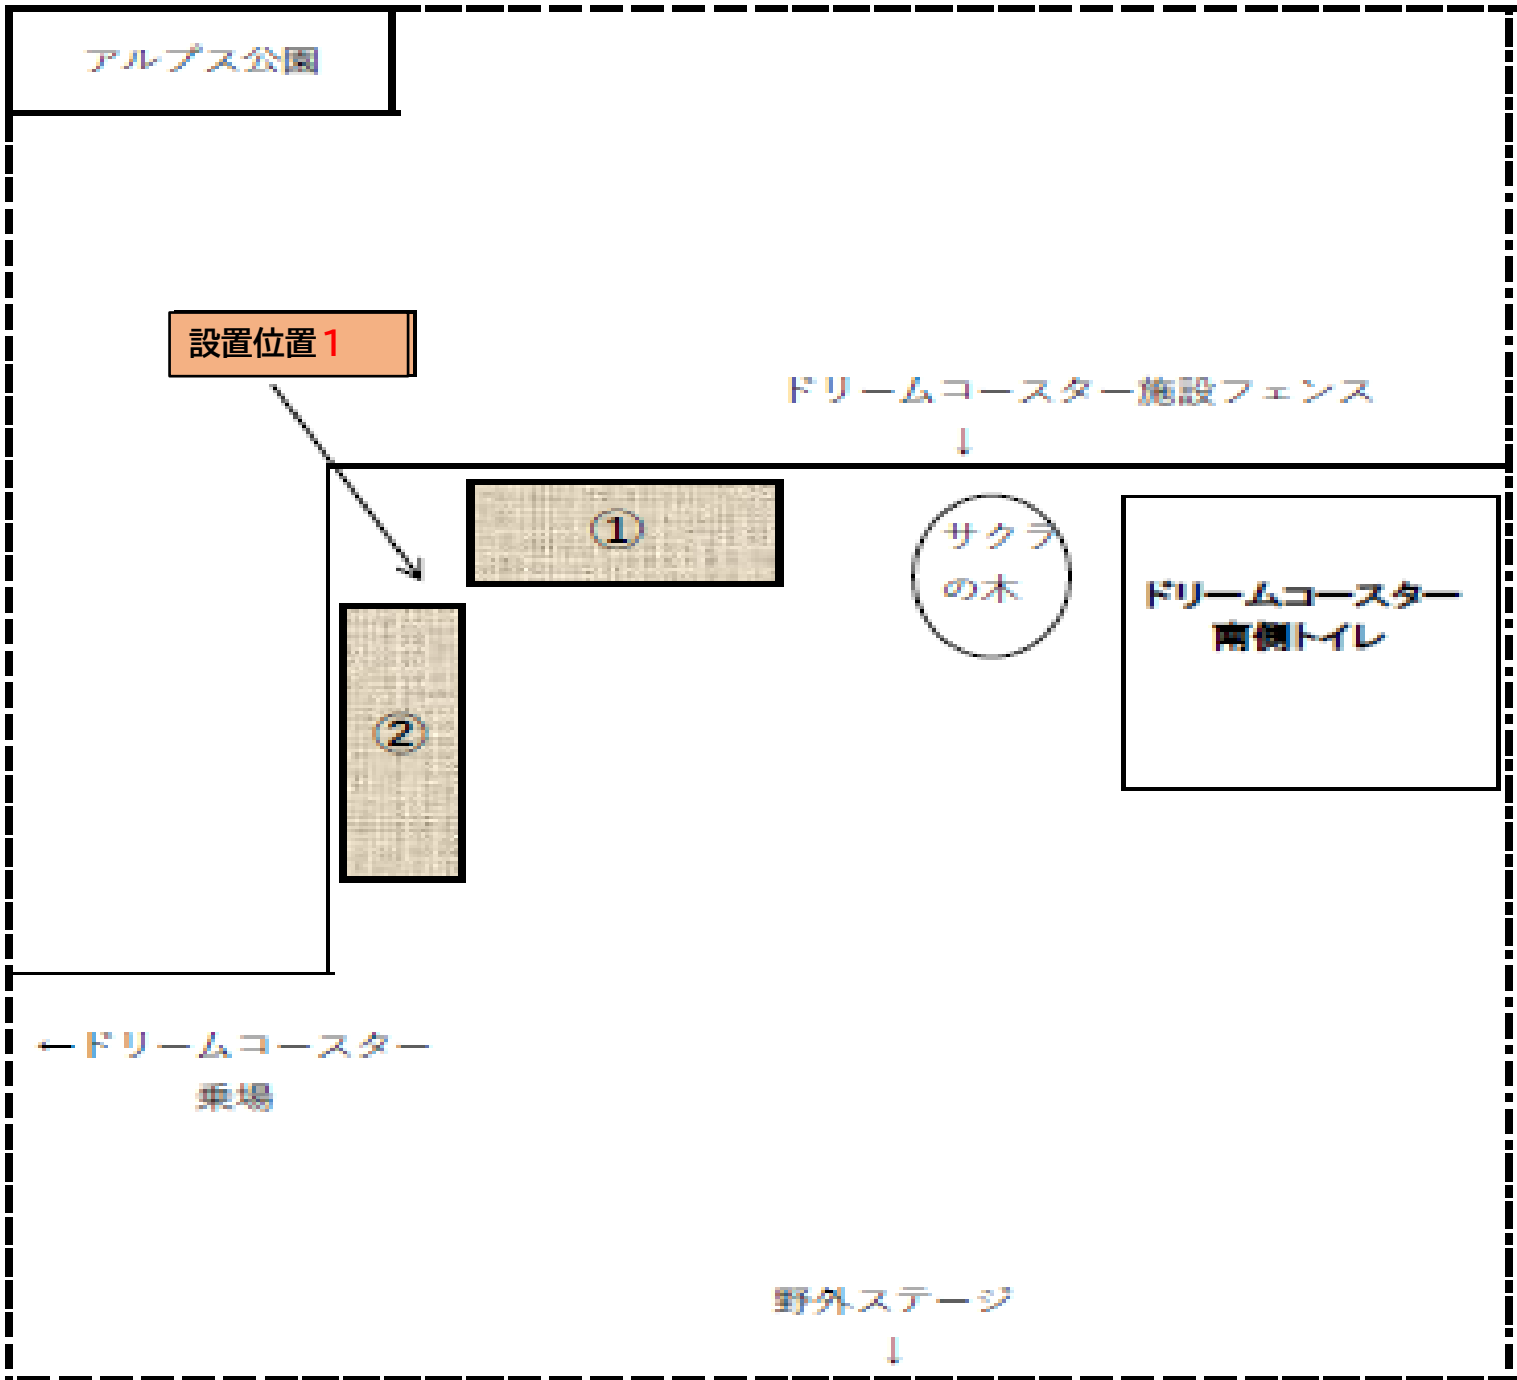 アルプス公園
設置位置1
ドリームコースター施設フェンス
↓
①
サクラ
の木
ドリームコースター
南側トイレ
②
←ドリームコースター
乗場
野外ステージ
↓